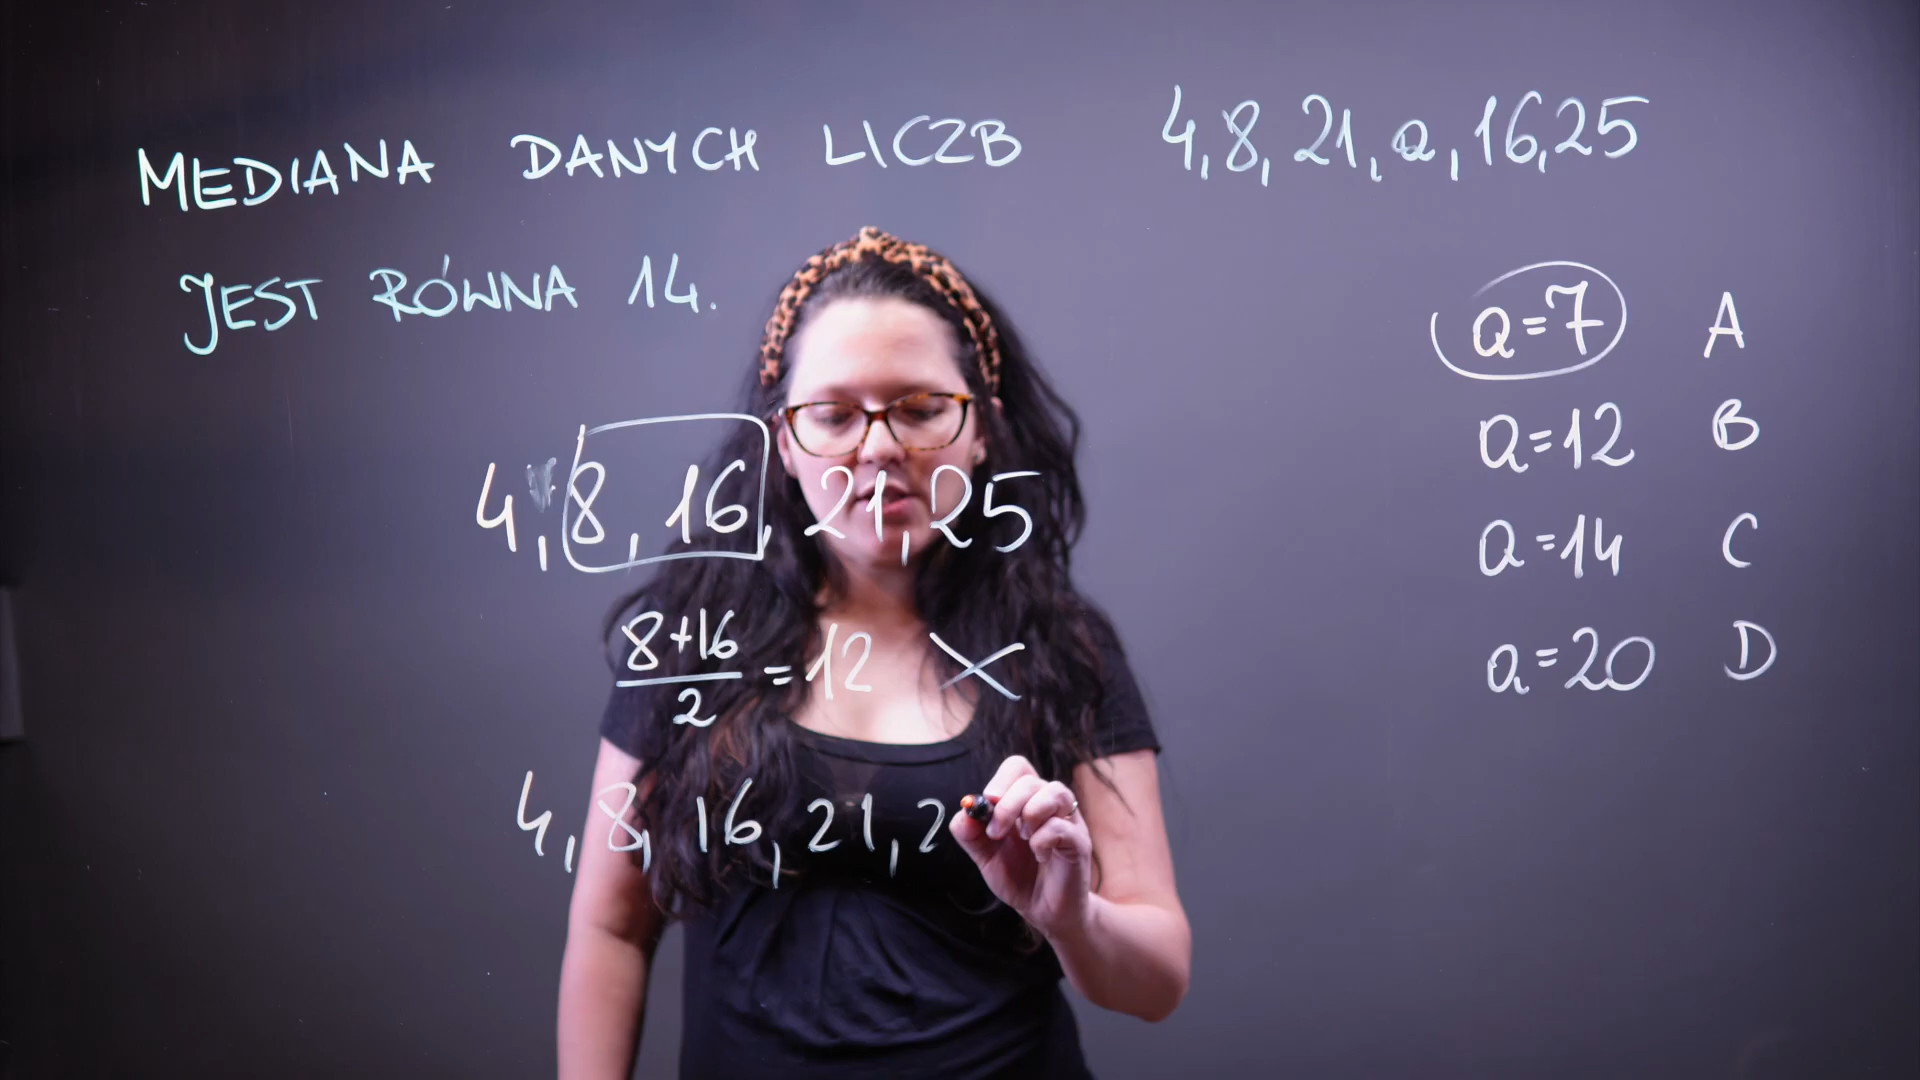 MEDIANA DANYCH LICZB 4, 8, 21, a, 16, 25
JEST RÓWNA 14.
a=7 A
a=12 B
a=14 C
a=20 D
4, 8, 16, 21, 25
8+16
2
=12 X
4, 8, 16, 21, 2